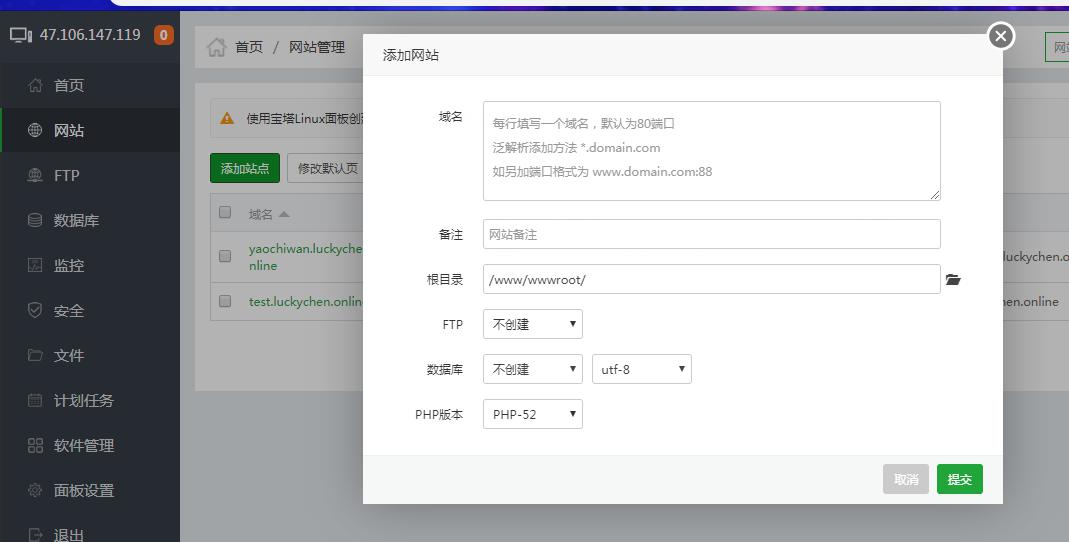 47.106.147.119 0
首页
网站
FTP
数据库
监控
安全
文件
计划任务
软件管理
面板设置
退出
首页 / 网站管理
使用宝塔Linux面板创
添加站点
修改默认页
域名
yaochiwan.luckyche
nline
test.luckychen.onlin
添加网站
域名
每行填写一个域名，默认为80端口
泛解析添加方法 *.domain.com
如另加端口格式为 www.domain.com:88
备注
网站备注
根目录
/www/wwwroot/
FTP
不创建
数据库
不创建
utf-8
PHP版本
PHP-52
取消
提交
luckychen.o
hen.online